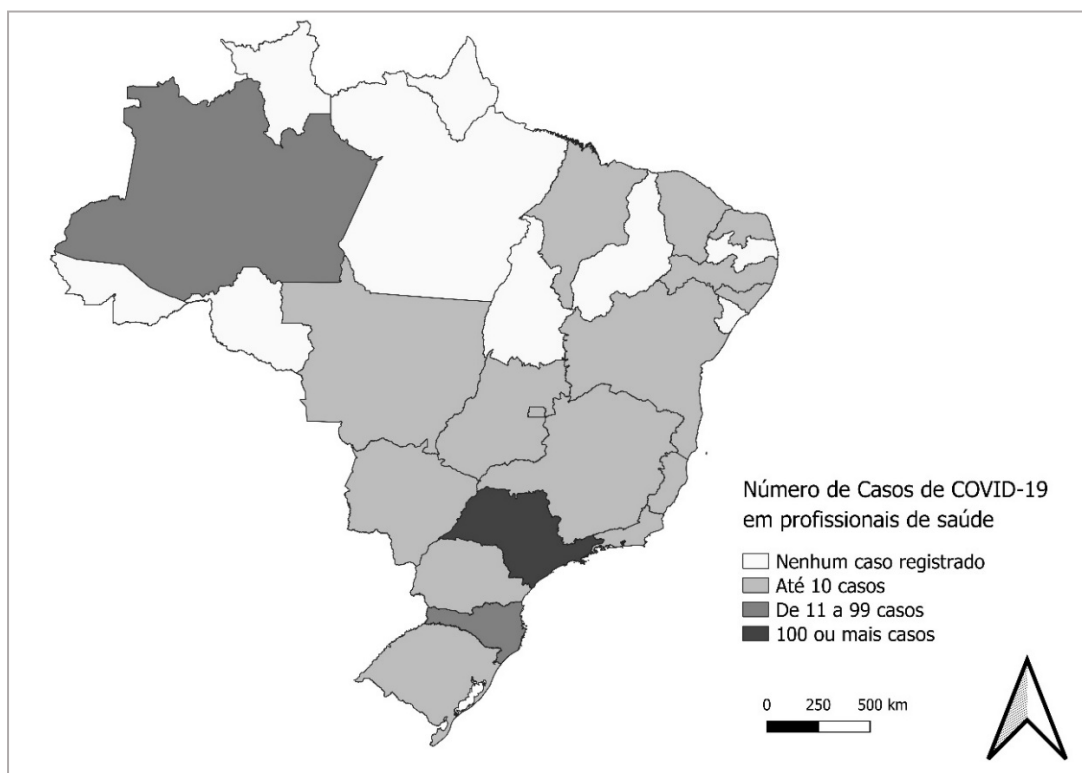 Número de Casos de COVID-19
em profissionais de saúde
Nenhum caso registrado
Até 10 casos
De 11 a 99 casos
100 ou mais casos
0 250 500 km